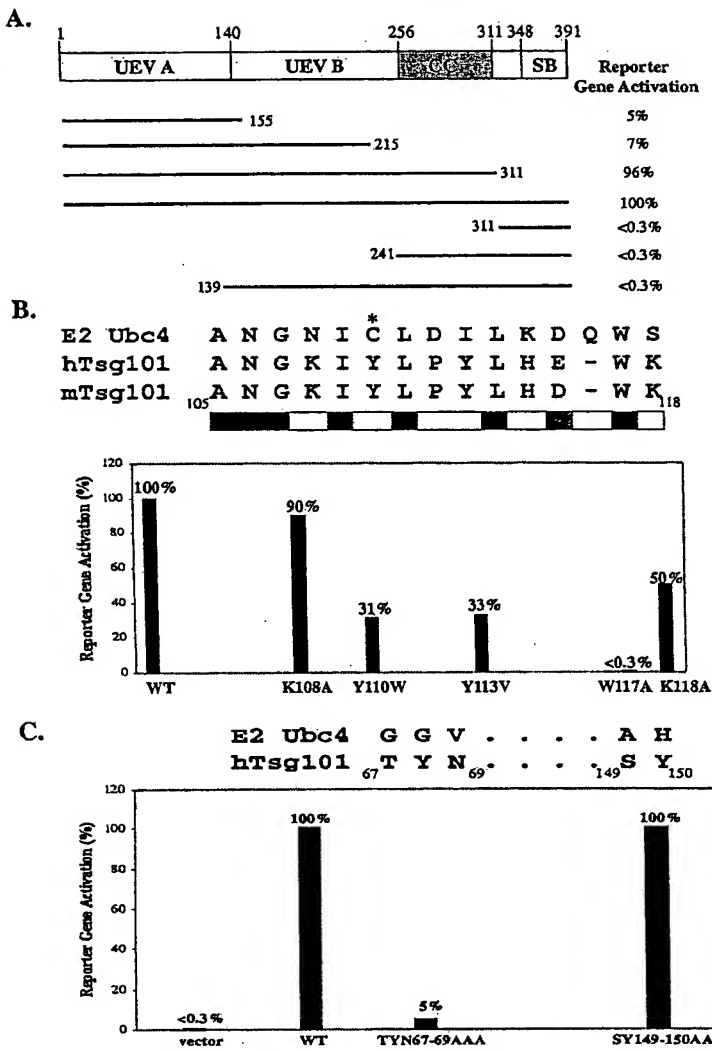 A.
1 140 256 311 348 391
UEV A UEV B CC SB
Reporter
Gene Activation
155 5%
215 7%
311 96%
100%
311 <0.3%
241 <0.3%
139 <0.3%
B.
*
E2 Ubc4 A N G N I C L D I L K D Q W S
hTsg101 A N G K I Y L P Y L H E - W K
mTsg101 A N G K I Y L P Y L H D - W K
105 118
Reporter Gene Activation (%)
120
100
80
60
40
20
0
100% 90% 31% 33% <0.3% 50%
WT K108A Y110W Y113V W117A K118A
C.
E2 Ubc4 G G V . . . . A H
hTsg101 T Y N . . . . S Y
67 69 149 150
Reporter Gene Activation (%)
120
100
80
60
40
20
0
<0.3% 100% 5% 100%
vector WT TYN67-69AAA SY149-150AA